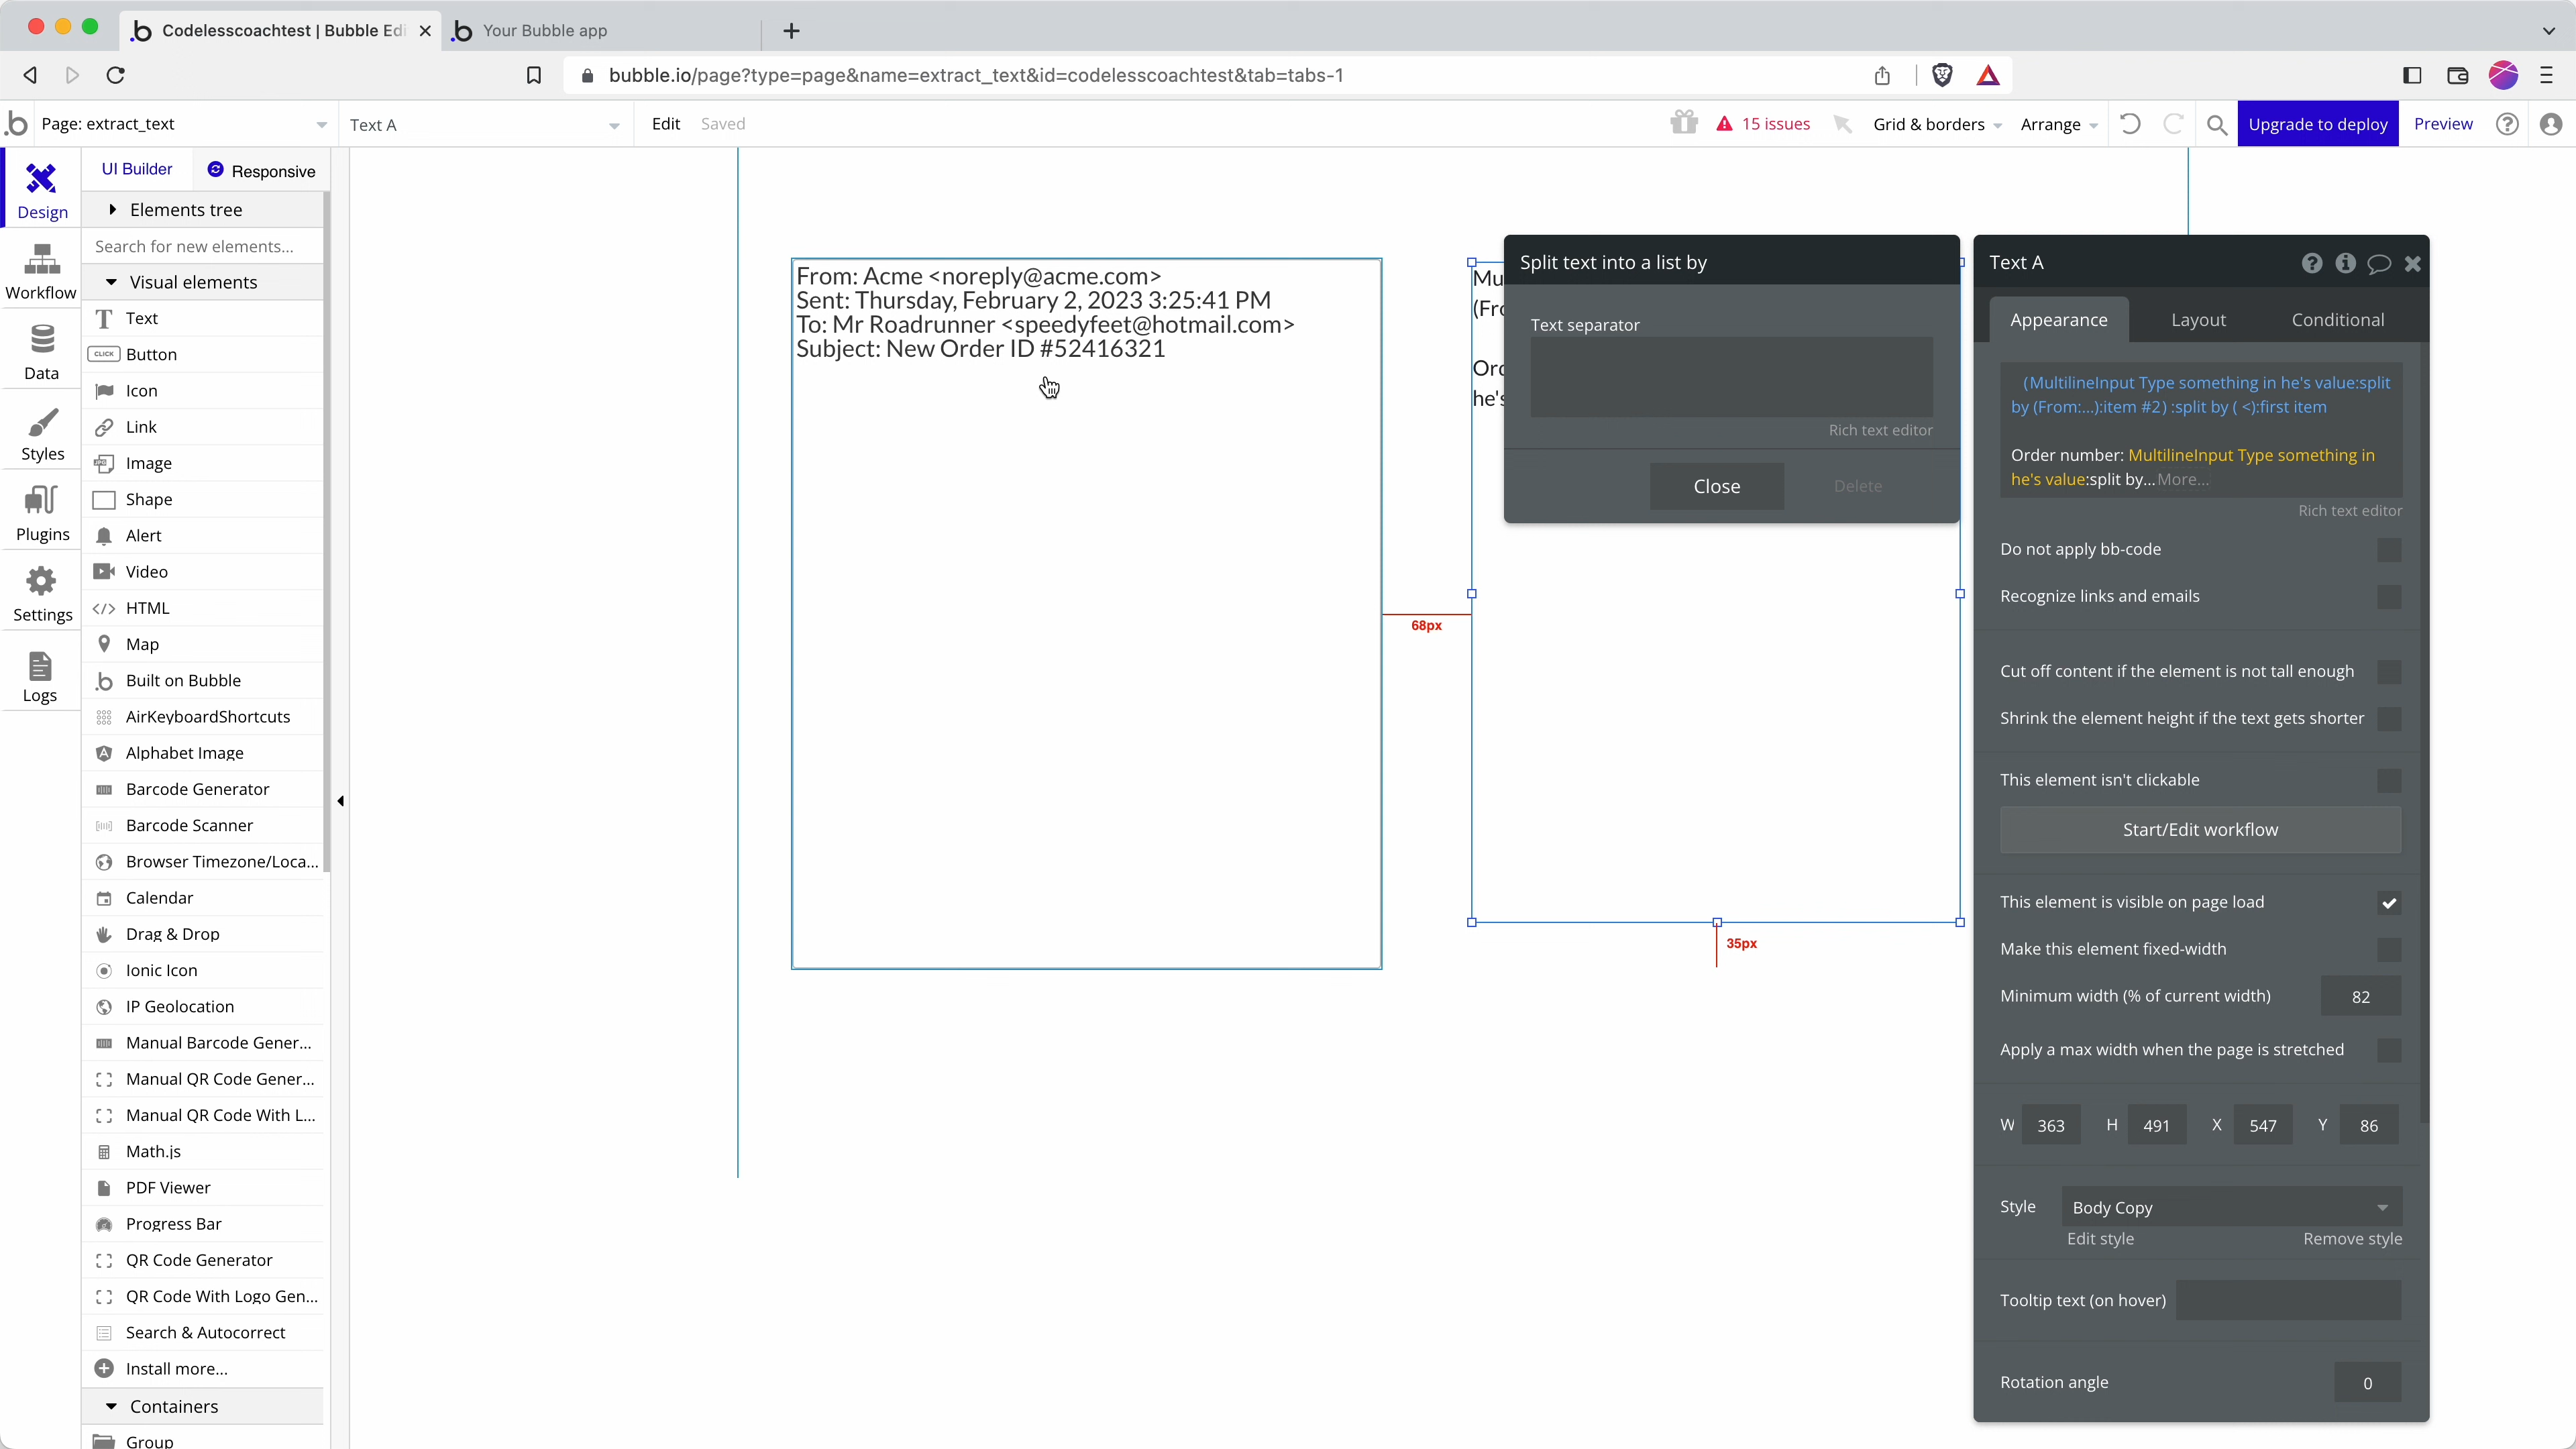 Codelesscoachtest | Bubble Edi
Your Bubble app
bubble.io/page?type=page&name=extract_text&id=codelesscoachtest&tab=tabs-1
Page: extract_text
Text A
Edit
Saved
15 issues
Grid & borders
Arrange
Upgrade to deploy
Preview
Design
Workflow
Data
Styles
Plugins
Settings
Logs
UI Builder
Responsive
Elements tree
Search for new elements...
Visual elements
Text
CLICK
Button
Icon
Link
Image
Shape
Alert
Video
HTML
Map
Built on Bubble
AirKeyboardShortcuts
Alphabet Image
Barcode Generator
Barcode Scanner
Browser Timezone/Loca...
Calendar
Drag & Drop
Ionic Icon
IP Geolocation
Manual Barcode Gener...
Manual QR Code Gener...
Manual QR Code With L...
Math.js
PDF Viewer
Progress Bar
QR Code Generator
QR Code With Logo Gen...
Search & Autocorrect
Install more...
Containers
Group
From: Acme <noreply@acme.com>
Sent: Thursday, February 2, 2023 3:25:41 PM
To: Mr Roadrunner <speedyfeet@hotmail.com>
Subject: New Order ID #52416321
68px
Mu
(Fro
Ord
he's
35px
Split text into a list by
Text separator
Rich text editor
Close
Delete
Text A
Appearance
Layout
Conditional
(MultilineInput Type something in he's value:split
by (From:...):item #2) :split by ( <):first item
Order number: MultilineInput Type something in
he's value:split by...More...
Rich text editor
Do not apply bb-code
Recognize links and emails
Cut off content if the element is not tall enough
Shrink the element height if the text gets shorter
This element isn't clickable
Start/Edit workflow
This element is visible on page load
Make this element fixed-width
Minimum width (% of current width)
82
Apply a max width when the page is stretched
W 363 H 491 X 547 Y 86
Style
Body Copy
Edit style
Remove style
Tooltip text (on hover)
Rotation angle
0